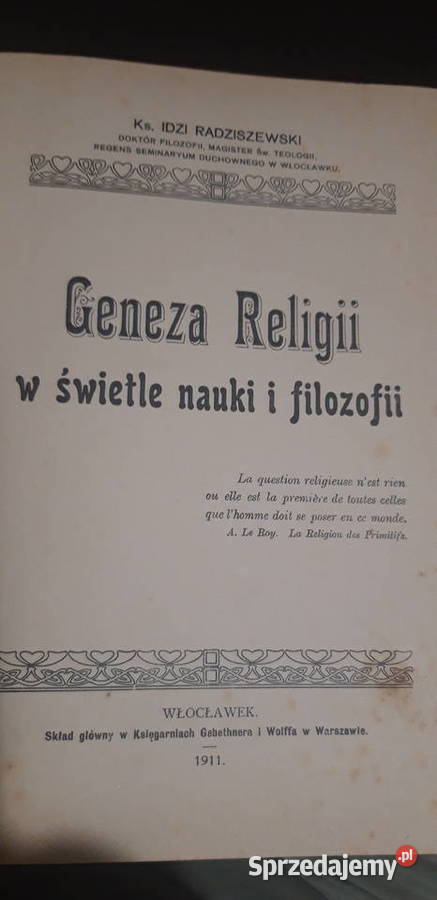 Ks. IDZI RADZISZEWSKI
DOKTÓR FILOZOFII, MAGISTER Św. TEOLOGII,
REGENS SEMINARYUM DUCHOWNEGO W WŁOCŁAWKU.
Geneza Religii
w świetle nauki i filozofii
La question religieuse n'est rien
ou elle est la première de toutes celles
que l'homme doit se poser en ce monde.
A. Le Roy. La Religion des Primitifs.
WŁOCŁAWEK.
Skład główny w Księgarniach Gebethnera i Wolffa w Warszawie.
1911.
Sprzedajemy.pl